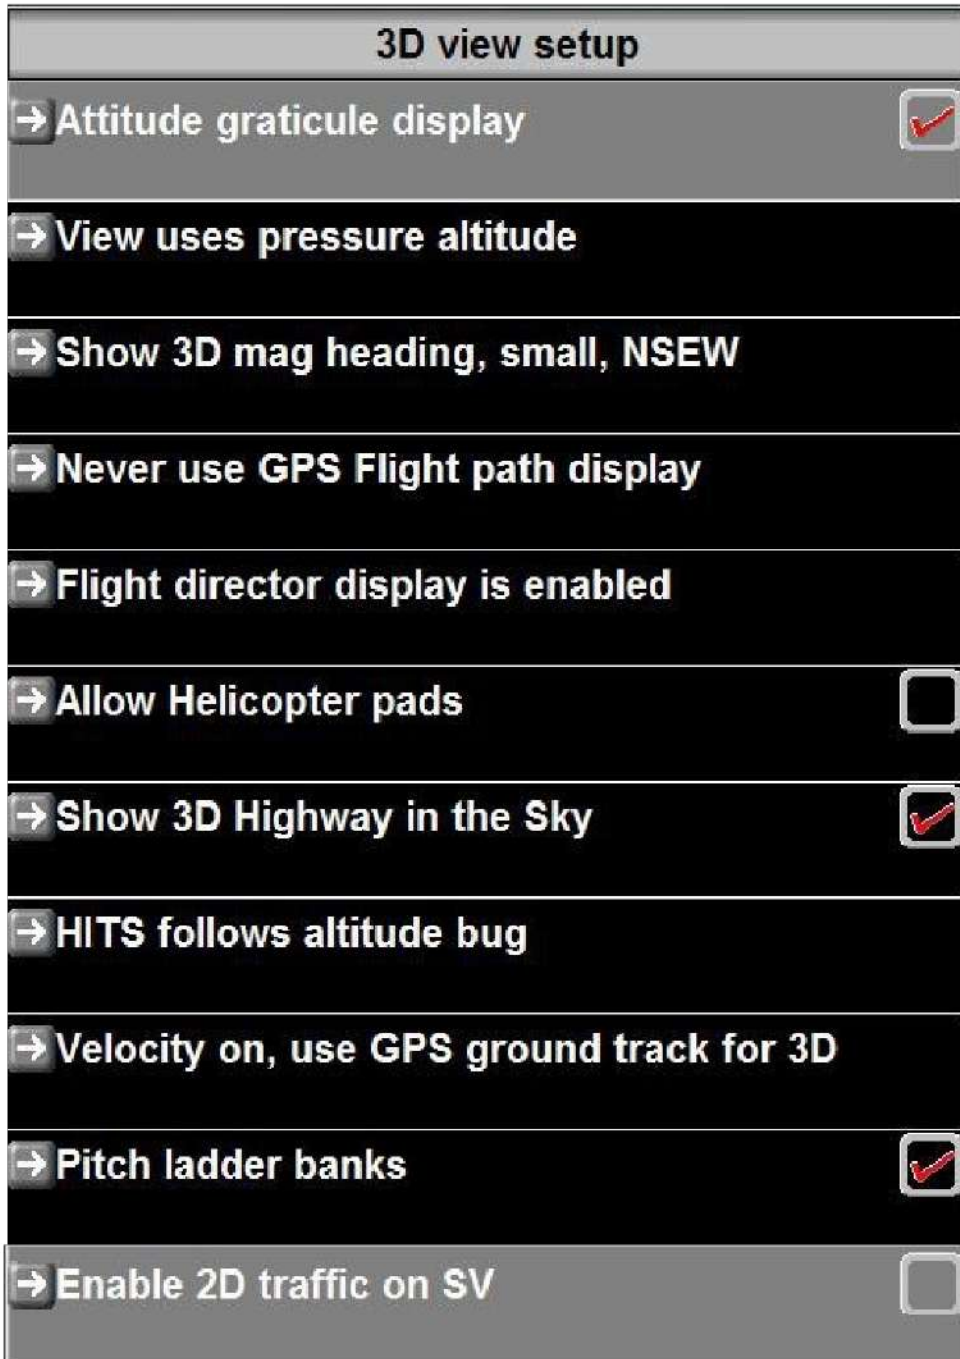 3D view setup
Attitude graticule display
View uses pressure altitude
Show 3D mag heading, small, NSEW
Never use GPS Flight path display
Flight director display is enabled
Allow Helicopter pads
Show 3D Highway in the Sky
HITS follows altitude bug
Velocity on, use GPS ground track for 3D
Pitch ladder banks
Enable 2D traffic on SV